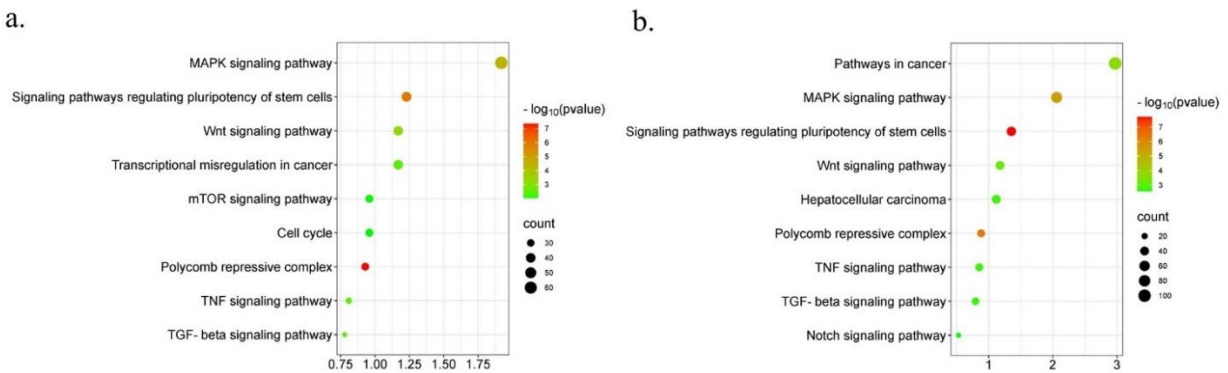 a.
MAPK signaling pathway
Signaling pathways regulating pluripotency of stem cells
Wnt signaling pathway
Transcriptional misregulation in cancer
mTOR signaling pathway
Cell cycle
Polycomb repressive complex
TNF signaling pathway
TGF- beta signaling pathway
0.75 1.00 1.25 1.50 1.75
- log10(pvalue)
7
6
5
4
3
count
30
40
50
60
b.
Pathways in cancer
MAPK signaling pathway
Signaling pathways regulating pluripotency of stem cells
Wnt signaling pathway
Hepatocellular carcinoma
Polycomb repressive complex
TNF signaling pathway
TGF- beta signaling pathway
Notch signaling pathway
1 2 3
- log10(pvalue)
7
6
5
4
3
count
20
40
60
80
100